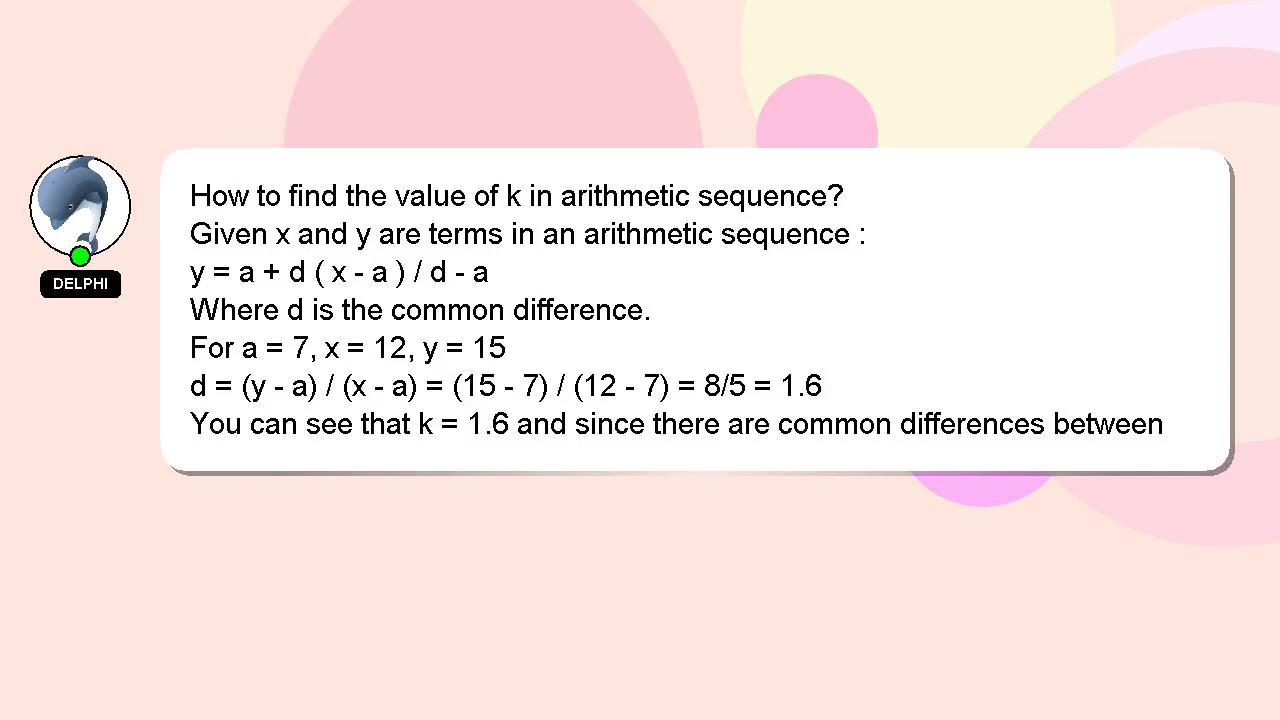 How to find the value of k in arithmetic sequence?
Given x and y are terms in an arithmetic sequence :
y = a + d ( x - a ) / d - a
Where d is the common difference.
For a = 7, x = 12, y = 15
d = (y - a) / (x - a) = (15 - 7) / (12 - 7) = 8/5 = 1.6
You can see that k = 1.6 and since there are common differences between
DELPHI